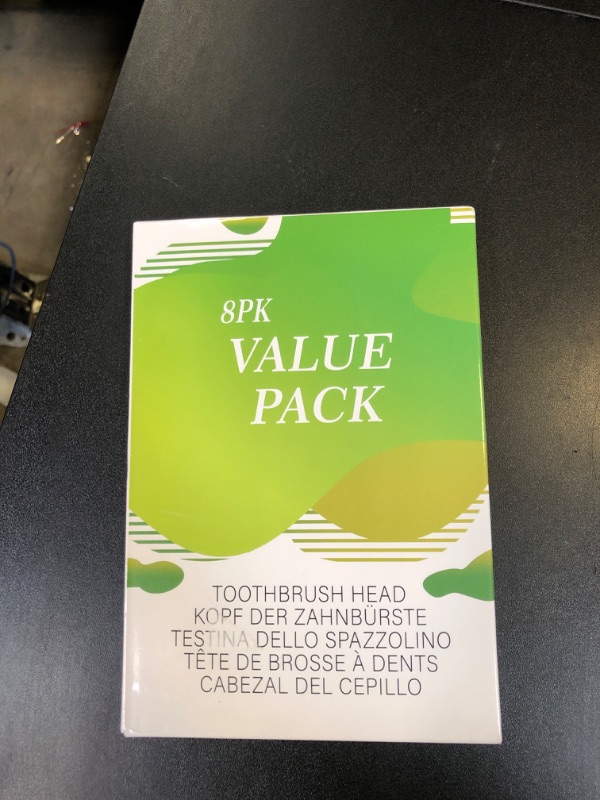 8PK
VALUE
PACK
TOOTHBRUSH HEAD
KOPF DER ZAHNBÜRSTE
TESTINA DELLO SPAZZOLINO
TÊTE DE BROSSE À DENTS
CABEZAL DEL CEPILLO